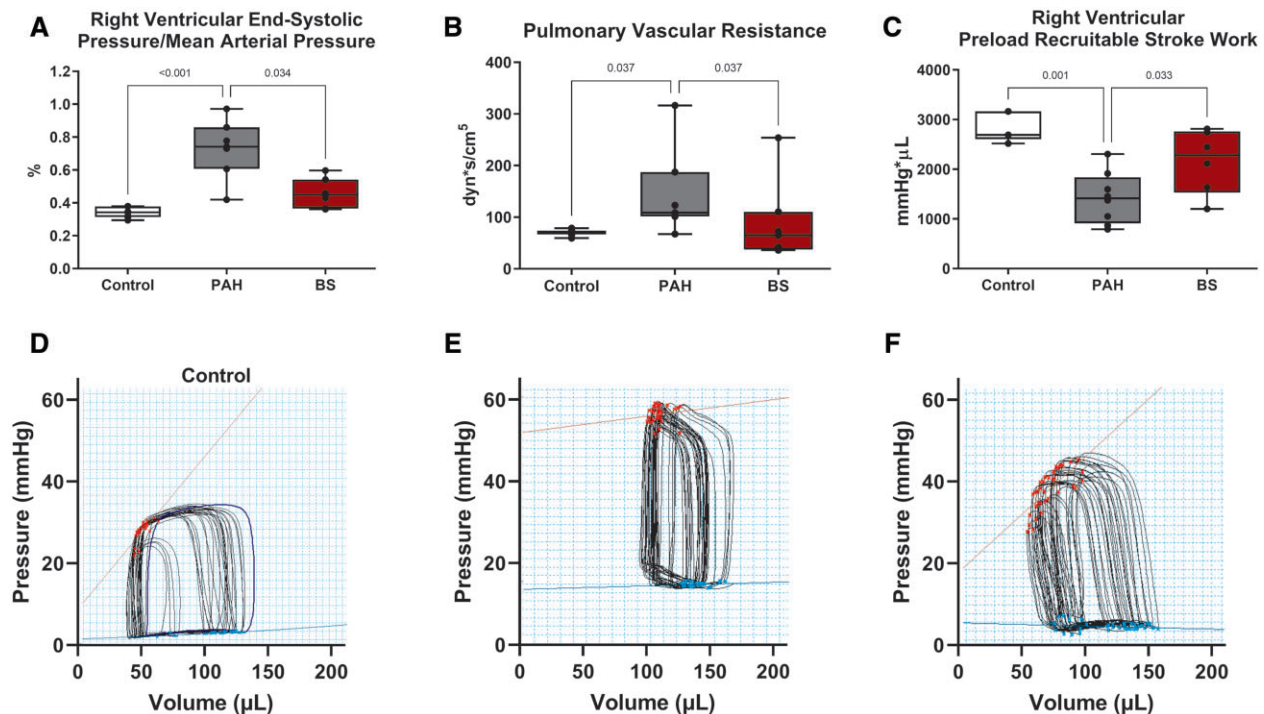 A
Right Ventricular End-Systolic
Pressure/Mean Arterial Pressure
<0.001
0.034
1.2
1.0
0.8
0.6
0.4
0.2
0.0
%
Control PAH BS
B
Pulmonary Vascular Resistance
0.037
0.037
400
300
200
100
0
dyn*s/cm⁵
Control PAH BS
C
Right Ventricular
Preload Recruitable Stroke Work
0.001
0.033
4000
3000
2000
1000
0
mmHg*µL
Control PAH BS
D
Control
60
40
20
0
Pressure (mmHg)
0 50 100 150 200
Volume (µL)
E
60
40
20
0
Pressure (mmHg)
0 50 100 150 200
Volume (µL)
F
60
40
20
0
Pressure (mmHg)
0 50 100 150 200
Volume (µL)